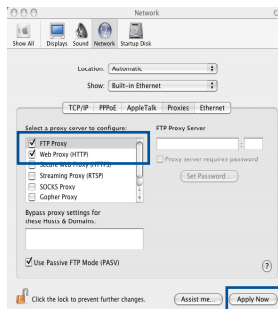 Network
Show All Displays Sound Network Startup Disk
Location: Automatic
Show: Built-in Ethernet
TCP/IP PPPoE AppleTalk Proxies Ethernet
Select a proxy server to configure: FTP Proxy Server
FTP Proxy
Web Proxy (HTTP)
:
Secure Web Proxy (HTTPS)
Proxy server requires password
Streaming Proxy (RTSP)
Set Password...
SOCKS Proxy
Gopher Proxy
Bypass proxy settings for
these Hosts & Domains:
Use Passive FTP Mode (PASV)
?
Click the lock to prevent further changes.
Assist me...
Apply Now